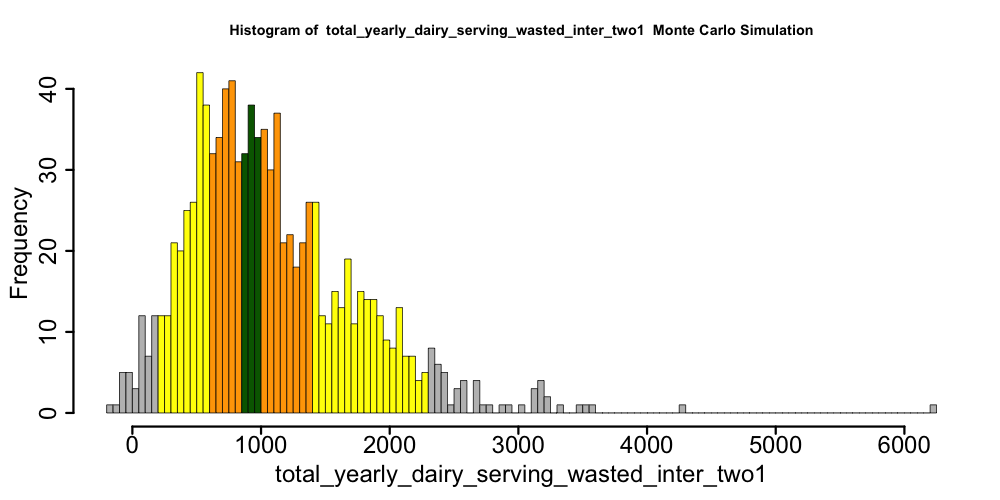 Histogram of  total_yearly_dairy_serving_wasted_inter_two1  Monte Carlo Simulation
40
30
20
10
0
Frequency
0 1000 2000 3000 4000 5000 6000
total_yearly_dairy_serving_wasted_inter_two1